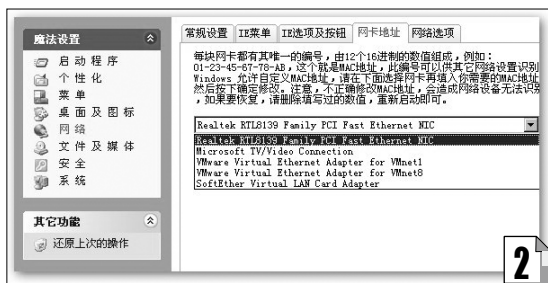 魔法设置
启动程序
个性化
菜单
桌面及图标
网络
文件及媒体
安全
系统
其它功能
还原上次的操作
常规设置 IE菜单 IE选项及按钮 网卡地址 网络选项
每块网卡都有其唯一的编号，由12个16进制的数值组成，例如：
01-23-45-67-78-AB，这个就是MAC地址，此编号可以供其它网络设置识别
Windows 允许自定义MAC地址，请在下面选择网卡再填入你需要的MAC地址
然后按下确定修改。注意，不正确修改MAC地址，会造成网络设备无法识别
，如果要恢复，请删除填写过的数值，重新启动即可。
Realtek RTL8139 Family PCI Fast Ethernet NIC
Realtek RTL8139 Family PCI Fast Ethernet NIC
Microsoft TV/Video Connection
VMware Virtual Ethernet Adapter for VMnet1
VMware Virtual Ethernet Adapter for VMnet8
SoftEther Virtual LAN Card Adapter
2